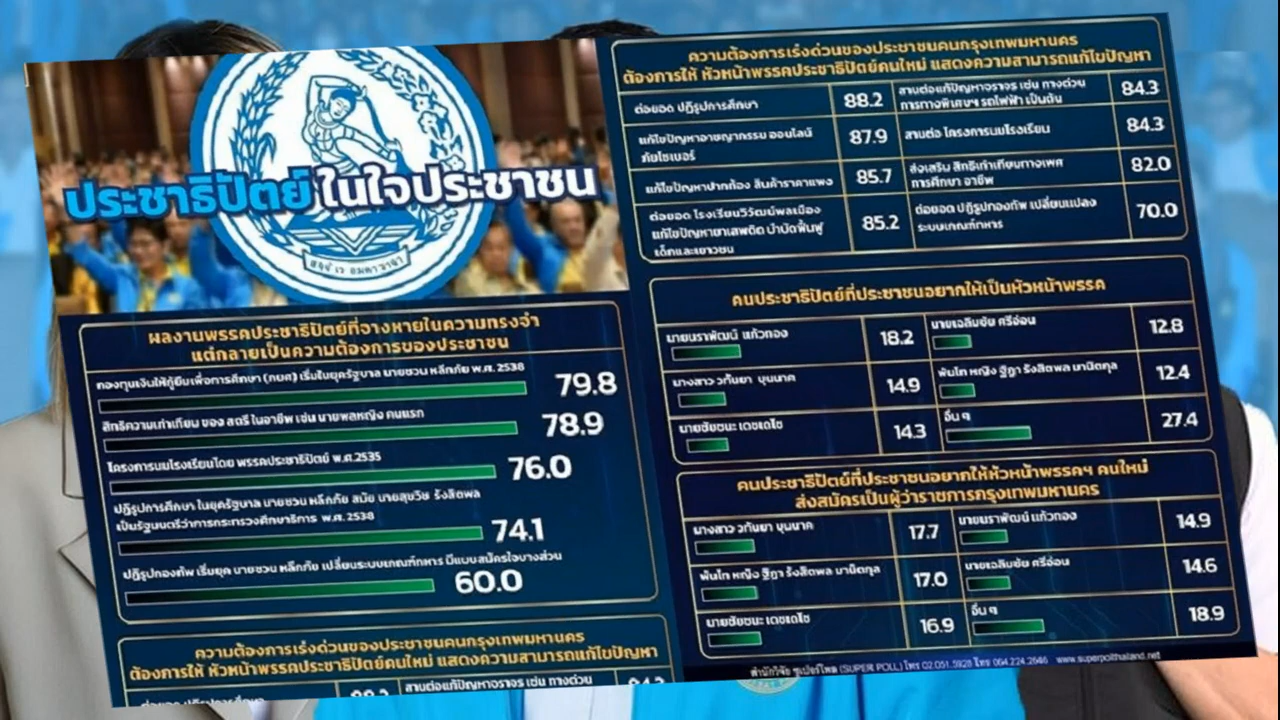 ประชาธิปัตย์ในใจประชาชน
สจฺจํเว อมตา วาจา
ผลงานพรรคประชาธิปัตย์ที่จางหายในความทรงจำ
แต่กลายเป็นความต้องการของประชาชน
กองทุนเงินให้กู้ยืมเพื่อการศึกษา (กยศ) เริ่มในยุครัฐบาล นายชวน หลีกภัย พ.ศ. 2538
79.8
สิทธิความเท่าเทียม ของ สตรี ในอาชีพ เช่น นายพลหญิง คนแรก
78.9
โครงการนมโรงเรียนโดย พรรคประชาธิปัตย์ พ.ศ.2535
76.0
ปฏิรูปการศึกษา ในยุครัฐบาล นายชวน หลีกภัย สมัย นายสุขวิช รังสิตพล
เป็นรัฐมนตรีว่าการกระทรวงศึกษาธิการ พ.ศ. 2538
74.1
ปฏิรูปกองทัพ เริ่มยุค นายชวน หลีกภัย เปลี่ยนระบบเกณฑ์ทหาร มีแบบสมัครใจบางส่วน
60.0
ความต้องการเร่งด่วนของประชาชนคนกรุงเทพมหานคร
ต้องการให้ หัวหน้าพรรคประชาธิปัตย์คนใหม่ แสดงความสามารถแก้ไขปัญหา
ต่อยอด ปฏิรูปการศึกษา
88.2
สานต่อแก้ปัญหาจราจร เช่น ทางด่วน
84.3
ความต้องการเร่งด่วนของประชาชนคนกรุงเทพมหานคร
ต้องการให้ หัวหน้าพรรคประชาธิปัตย์คนใหม่ แสดงความสามารถแก้ไขปัญหา
ต่อยอด ปฏิรูปการศึกษา
88.2
สานต่อแก้ปัญหาจราจร เช่น ทางด่วน
การทางพิเศษฯ รถไฟฟ้า เป็นต้น
84.3
แก้ไขปัญหาอาชญากรรม ออนไลน์
ภัยไซเบอร์
87.9
สานต่อ โครงการนมโรงเรียน
84.3
แก้ไขปัญหาปากท้อง สินค้าราคาแพง
85.7
ส่งเสริม สิทธิเท่าเทียมทางเพศ
การศึกษา อาชีพ
82.0
ต่อยอด โรงเรียนวิวัฒน์พลเมือง
แก้ไขปัญหายาเสพติด บำบัดฟื้นฟู
เด็กและเยาวชน
85.2
ต่อยอด ปฏิรูปกองทัพ เปลี่ยนแปลง
ระบบเกณฑ์ทหาร
70.0
คนประชาธิปัตย์ที่ประชาชนอยากให้เป็นหัวหน้าพรรค
นายนราพัฒน์ แก้วทอง
18.2
นายเฉลิมชัย ศรีอ่อน
12.8
นางสาว วทันยา บุนนาค
14.9
พันโท หญิง ฐิฏา รังสิตพล มานิตกุล
12.4
นายชัยชนะ เดชเดโช
14.3
อื่น ๆ
27.4
คนประชาธิปัตย์ที่ประชาชนอยากให้หัวหน้าพรรคฯ คนใหม่
ส่งสมัครเป็นผู้ว่าราชการกรุงเทพมหานคร
นางสาว วทันยา บุนนาค
17.7
นายนราพัฒน์ แก้วทอง
14.9
พันโท หญิง ฐิฏา รังสิตพล มานิตกุล
17.0
นายเฉลิมชัย ศรีอ่อน
14.6
นายชัยชนะ เดชเดโช
16.9
อื่น ๆ
18.9
สำนักวิจัย ซูเปอร์โพล (SUPER POLL) โทร 02.051.5928 โทร 064.224.2646 www.superpollthailand.net